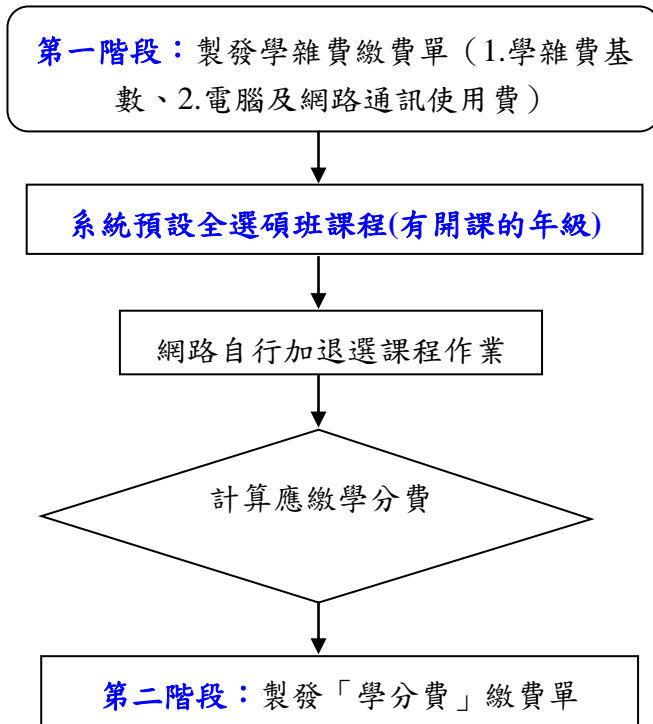 第一階段：製發學雜費繳費單（1.學雜費基
數、2.電腦及網路通訊使用費）
系統預設全選碩班課程(有開課的年級)
網路自行加退選課程作業
計算應繳學分費
第二階段：製發「學分費」繳費單